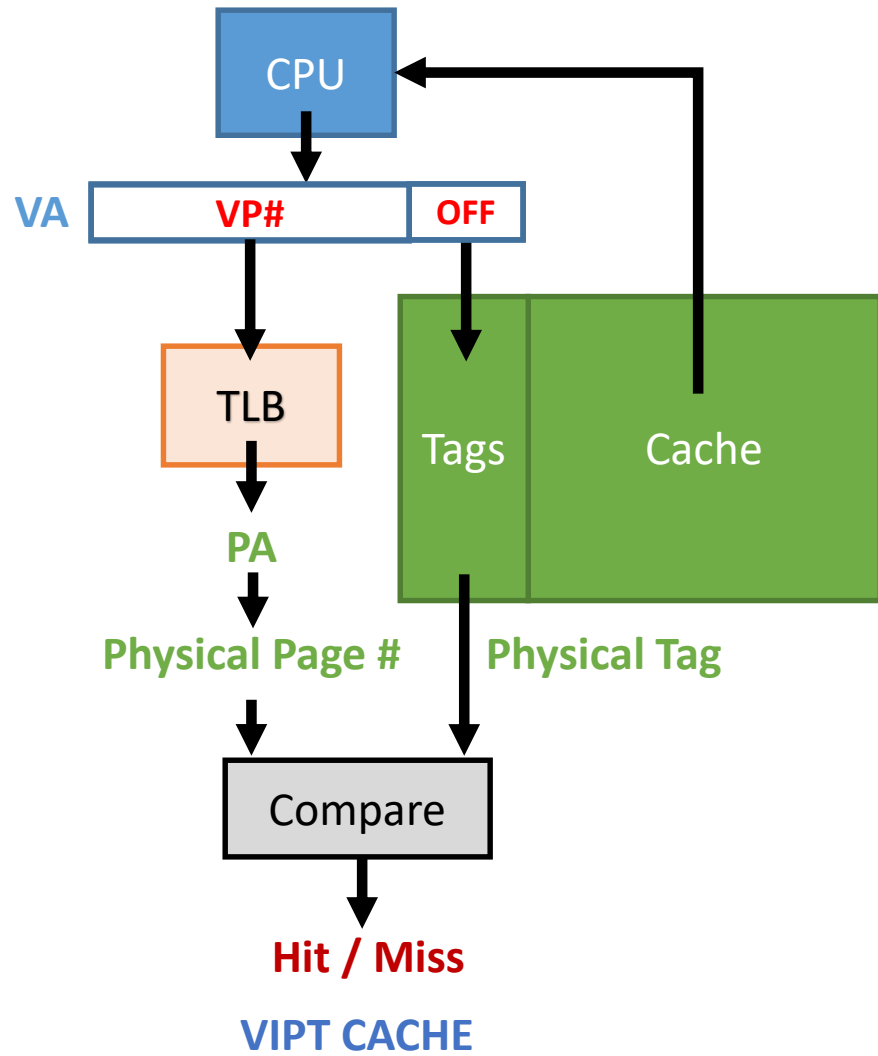 CPU
VA VP# OFF
TLB
Tags Cache
PA
Physical Page # Physical Tag
Compare
Hit / Miss
VIPT CACHE